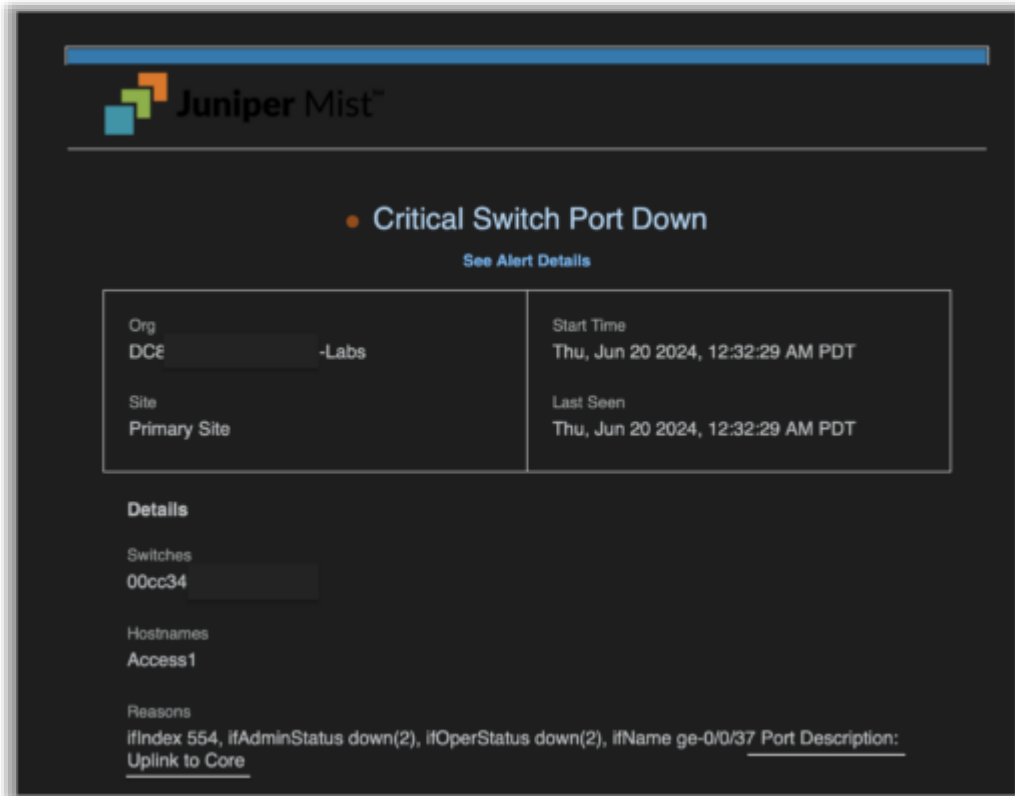 Juniper Mist™
Critical Switch Port Down
See Alert Details
Org
DC8 -Labs
Site
Primary Site
Start Time
Thu, Jun 20 2024, 12:32:29 AM PDT
Last Seen
Thu, Jun 20 2024, 12:32:29 AM PDT
Details
Switches
00cc34
Hostnames
Access1
Reasons
ifIndex 554, ifAdminStatus down(2), ifOperStatus down(2), ifName ge-0/0/37 Port Description:
Uplink to Core